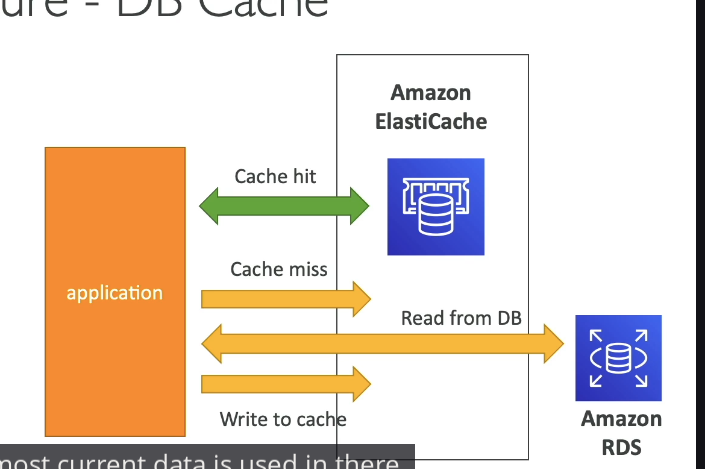 ure - DB Cache
Amazon
ElastiCache
Cache hit
Cache miss
application
Read from DB
Write to cache
Amazon
RDS
most current data is used in there